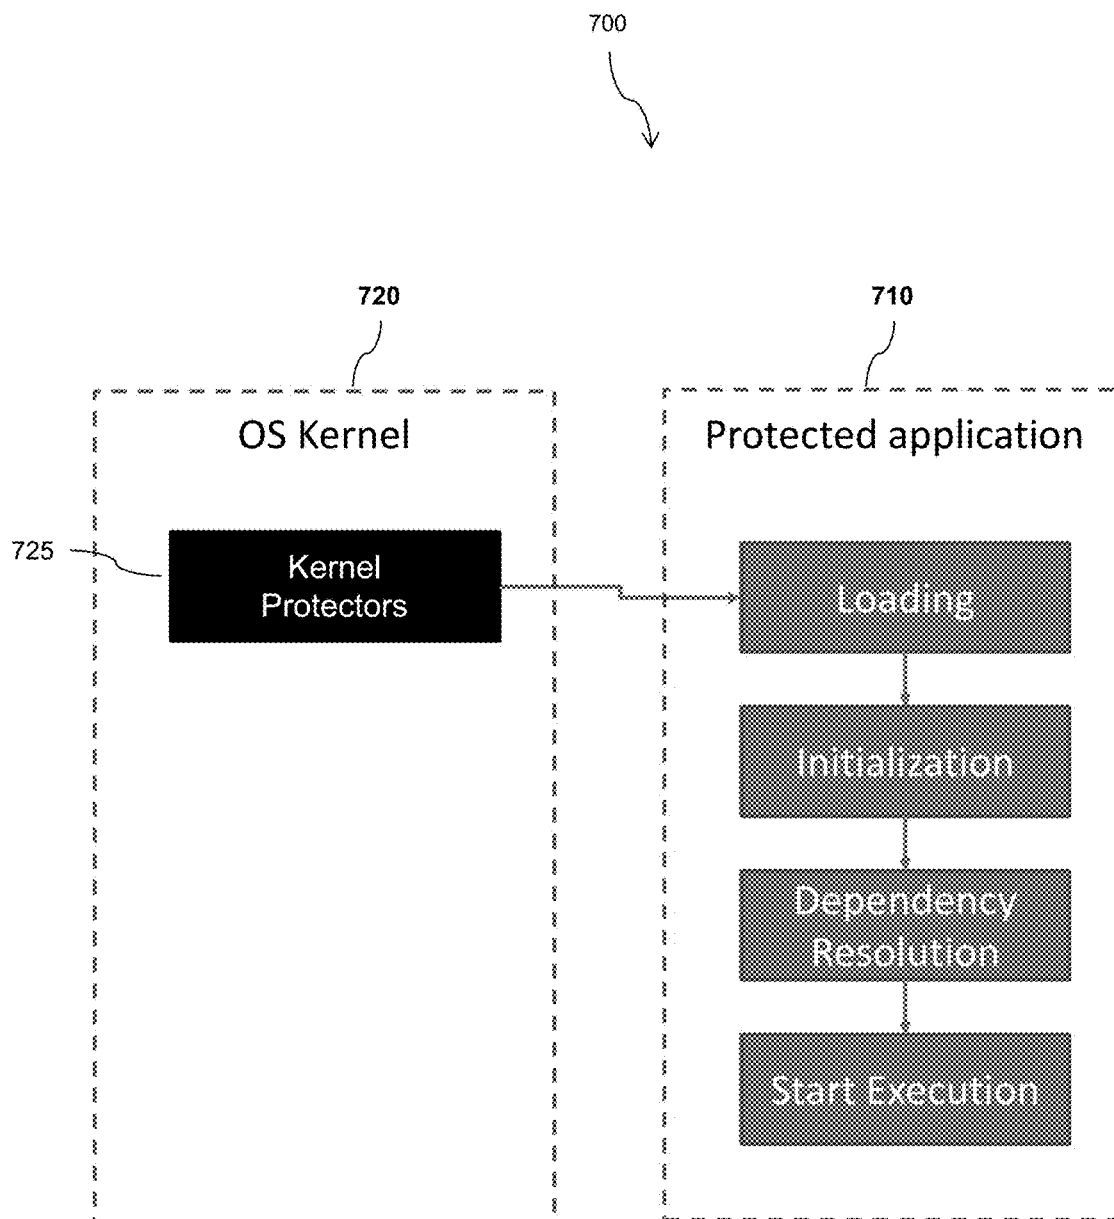 700
720
710
OS Kernel
Protected application
725
Kernel
Protectors
Loading
Initialization
Dependency
Resolution
Start Execution